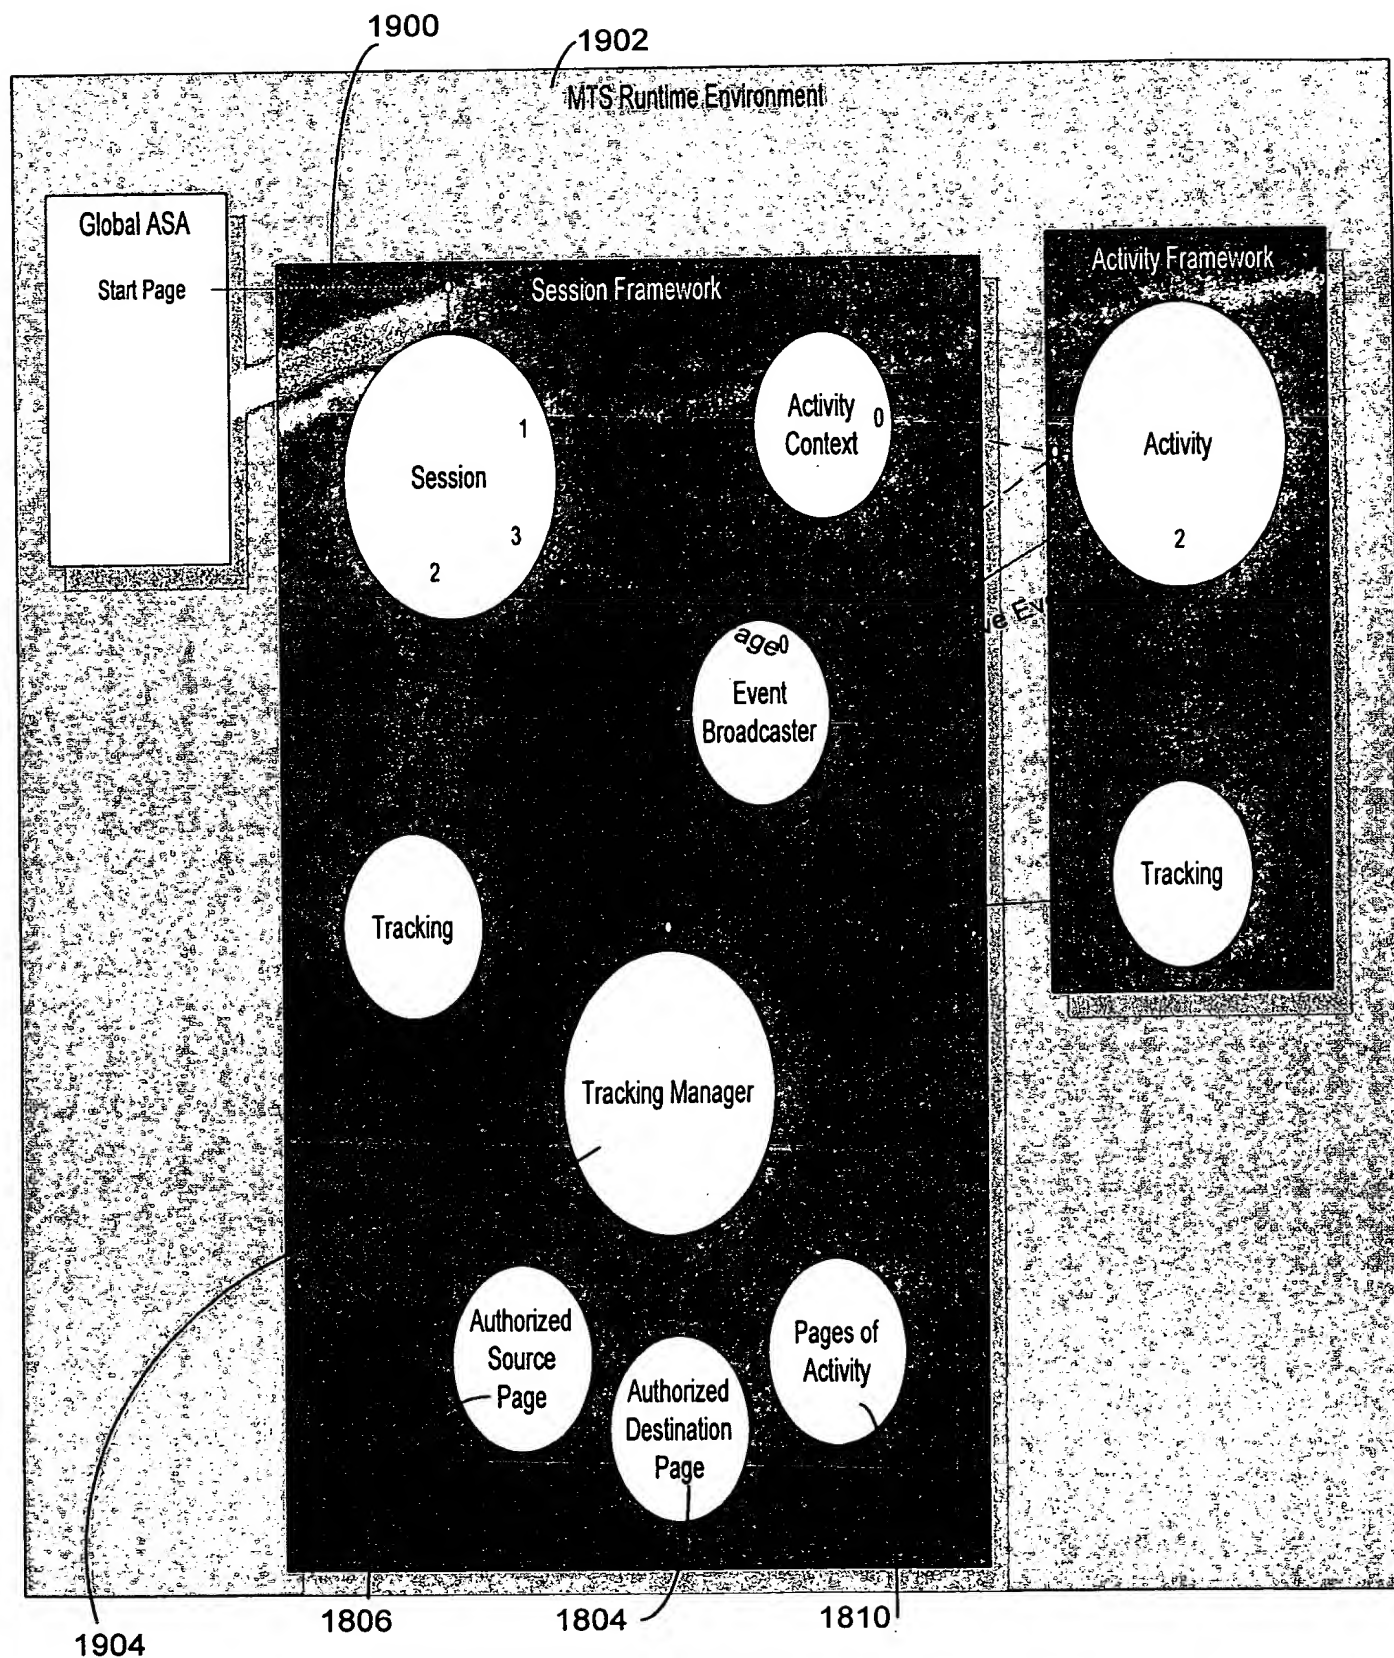 1900
1902
MTS Runtime Environment
Global ASA
Start Page
Session Framework
Activity Framework
Activity
Context
0
1
Session
3
2
Activity
2
ve Ev
age0
Event
Broadcaster
Tracking
Tracking
Tracking Manager
Authorized
Source
Page
Authorized
Destination
Page
Pages of
Activity
1806
1804
1810
1904